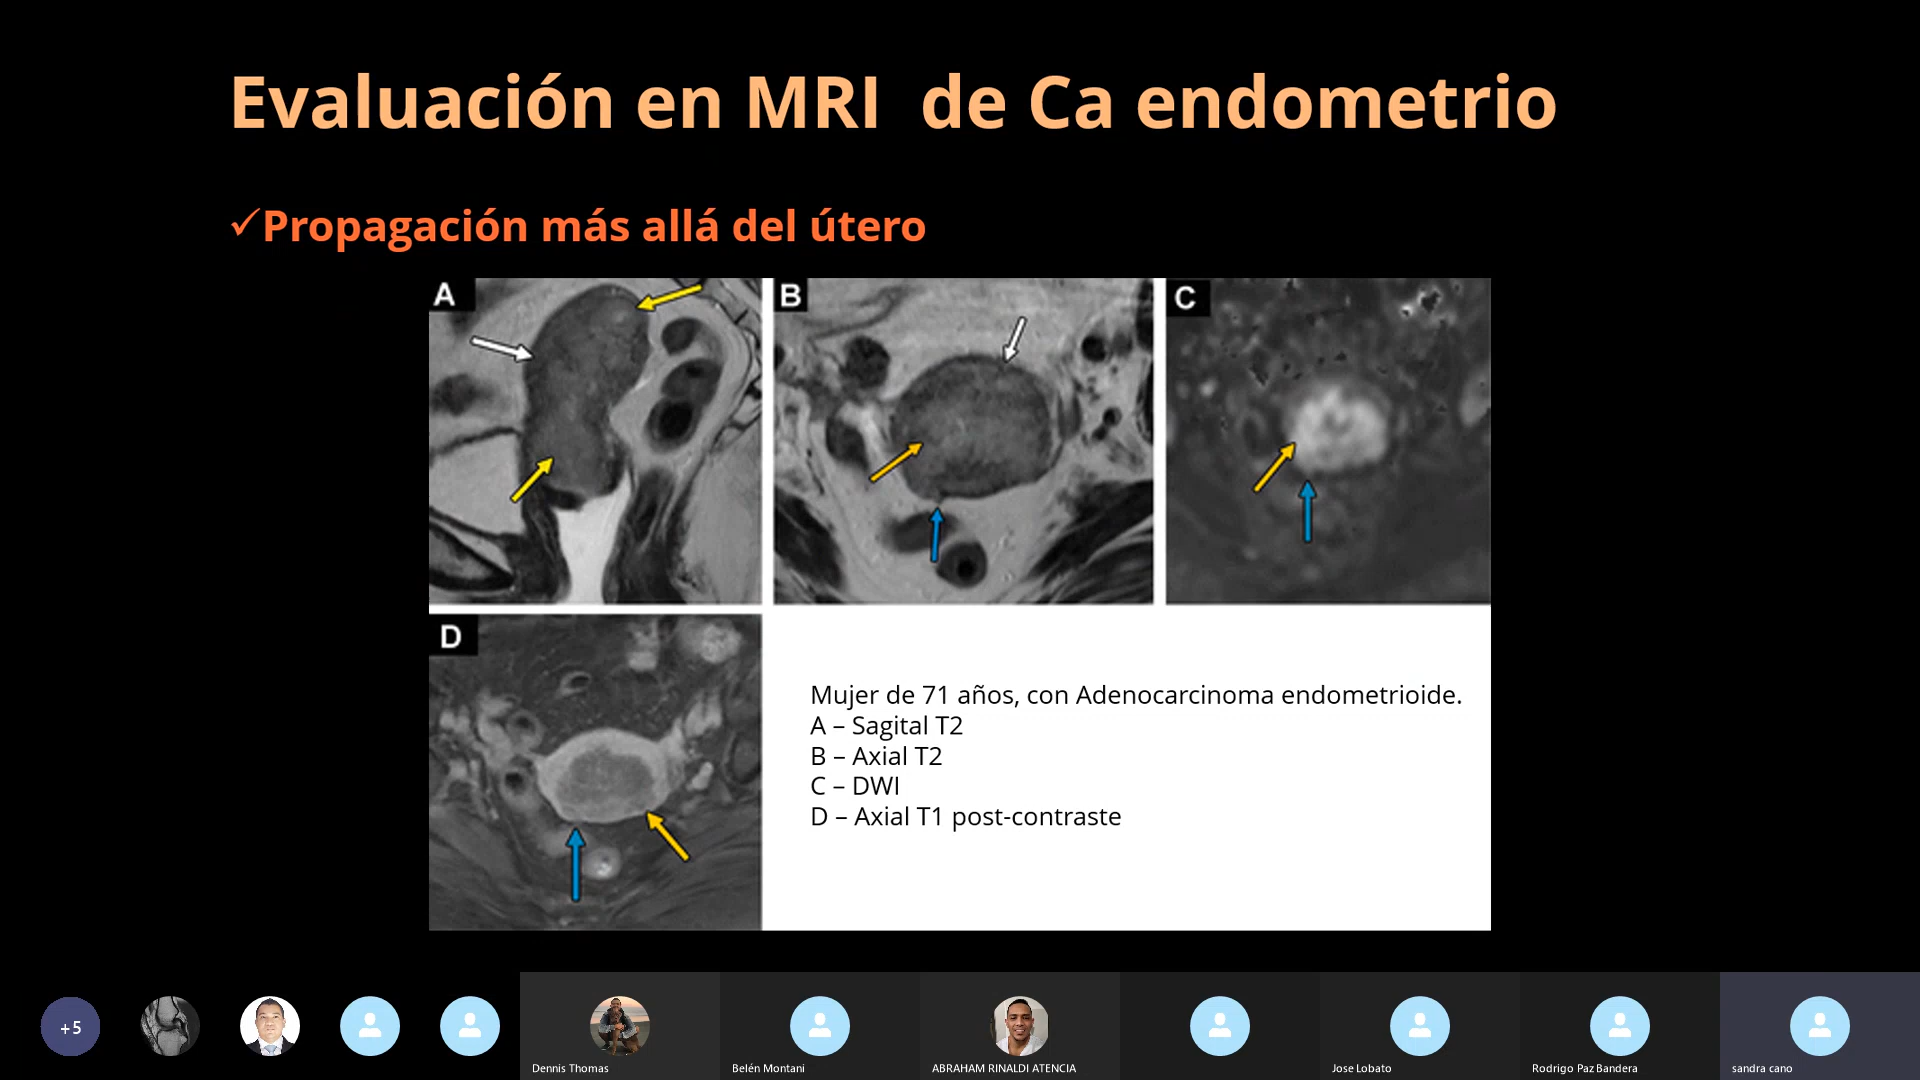 Evaluación en MRI de Ca endometrio
✓Propagación más allá del útero
A
B
C
D
Mujer de 71 años, con Adenocarcinoma endometrioide.
A – Sagital T2
B – Axial T2
C – DWI
D – Axial T1 post-contraste
+5
Dennis Thomas
Belén Montani
ABRAHAM RINALDI ATENCIA
Jose Lobato
Rodrigo Paz Bandera
sandra cano